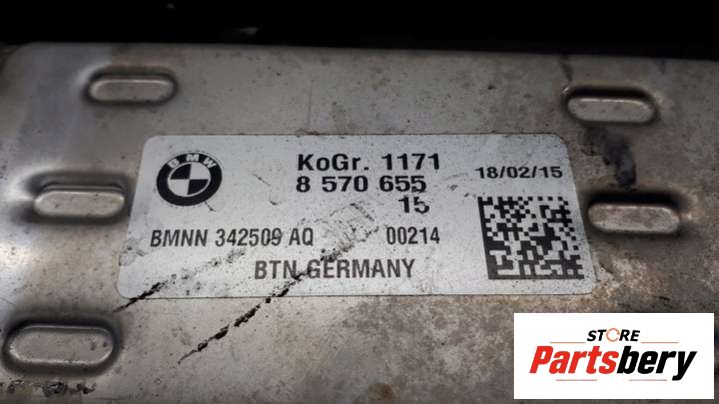 BMW
KoGr. 1171
18/02/15
8 570 655
15
BMNN 342509 AQ 00214
BTN GERMANY
STORE
Partsbery